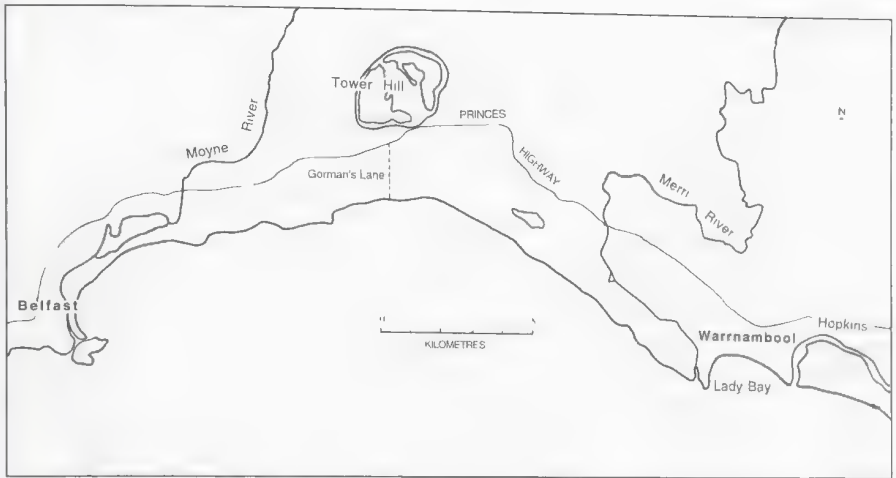 Tower Hill
PRINCES
HIGHWAY
River
Moyne
N
Gorman's Lane
Merri
River
Belfast
KILOMETRES
Hopkins
Warrnambool
Lady Bay